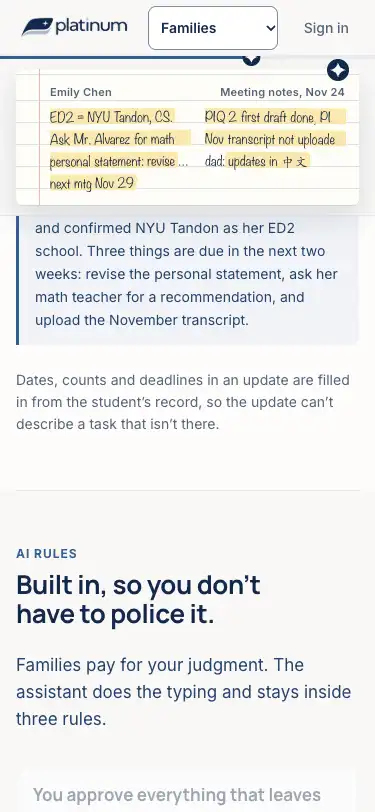 platinum
Families
Sign in
Emily Chen
Meeting notes, Nov 24
ED2 = NYU Tandon, CS.
Ask Mr. Alvarez for math
personal statement: revise ...
next mtg Nov 29
PIQ 2 first draft done, PI
Nov transcript not uploade
dad: updates in 中文
and confirmed NYU Tandon as her ED2
school. Three things are due in the next two
weeks: revise the personal statement, ask her
math teacher for a recommendation, and
upload the November transcript.
Dates, counts and deadlines in an update are filled
in from the student’s record, so the update can’t
describe a task that isn’t there.
AI RULES
Built in, so you don’t
have to police it.
Families pay for your judgment. The
assistant does the typing and stays inside
three rules.
You approve everything that leaves